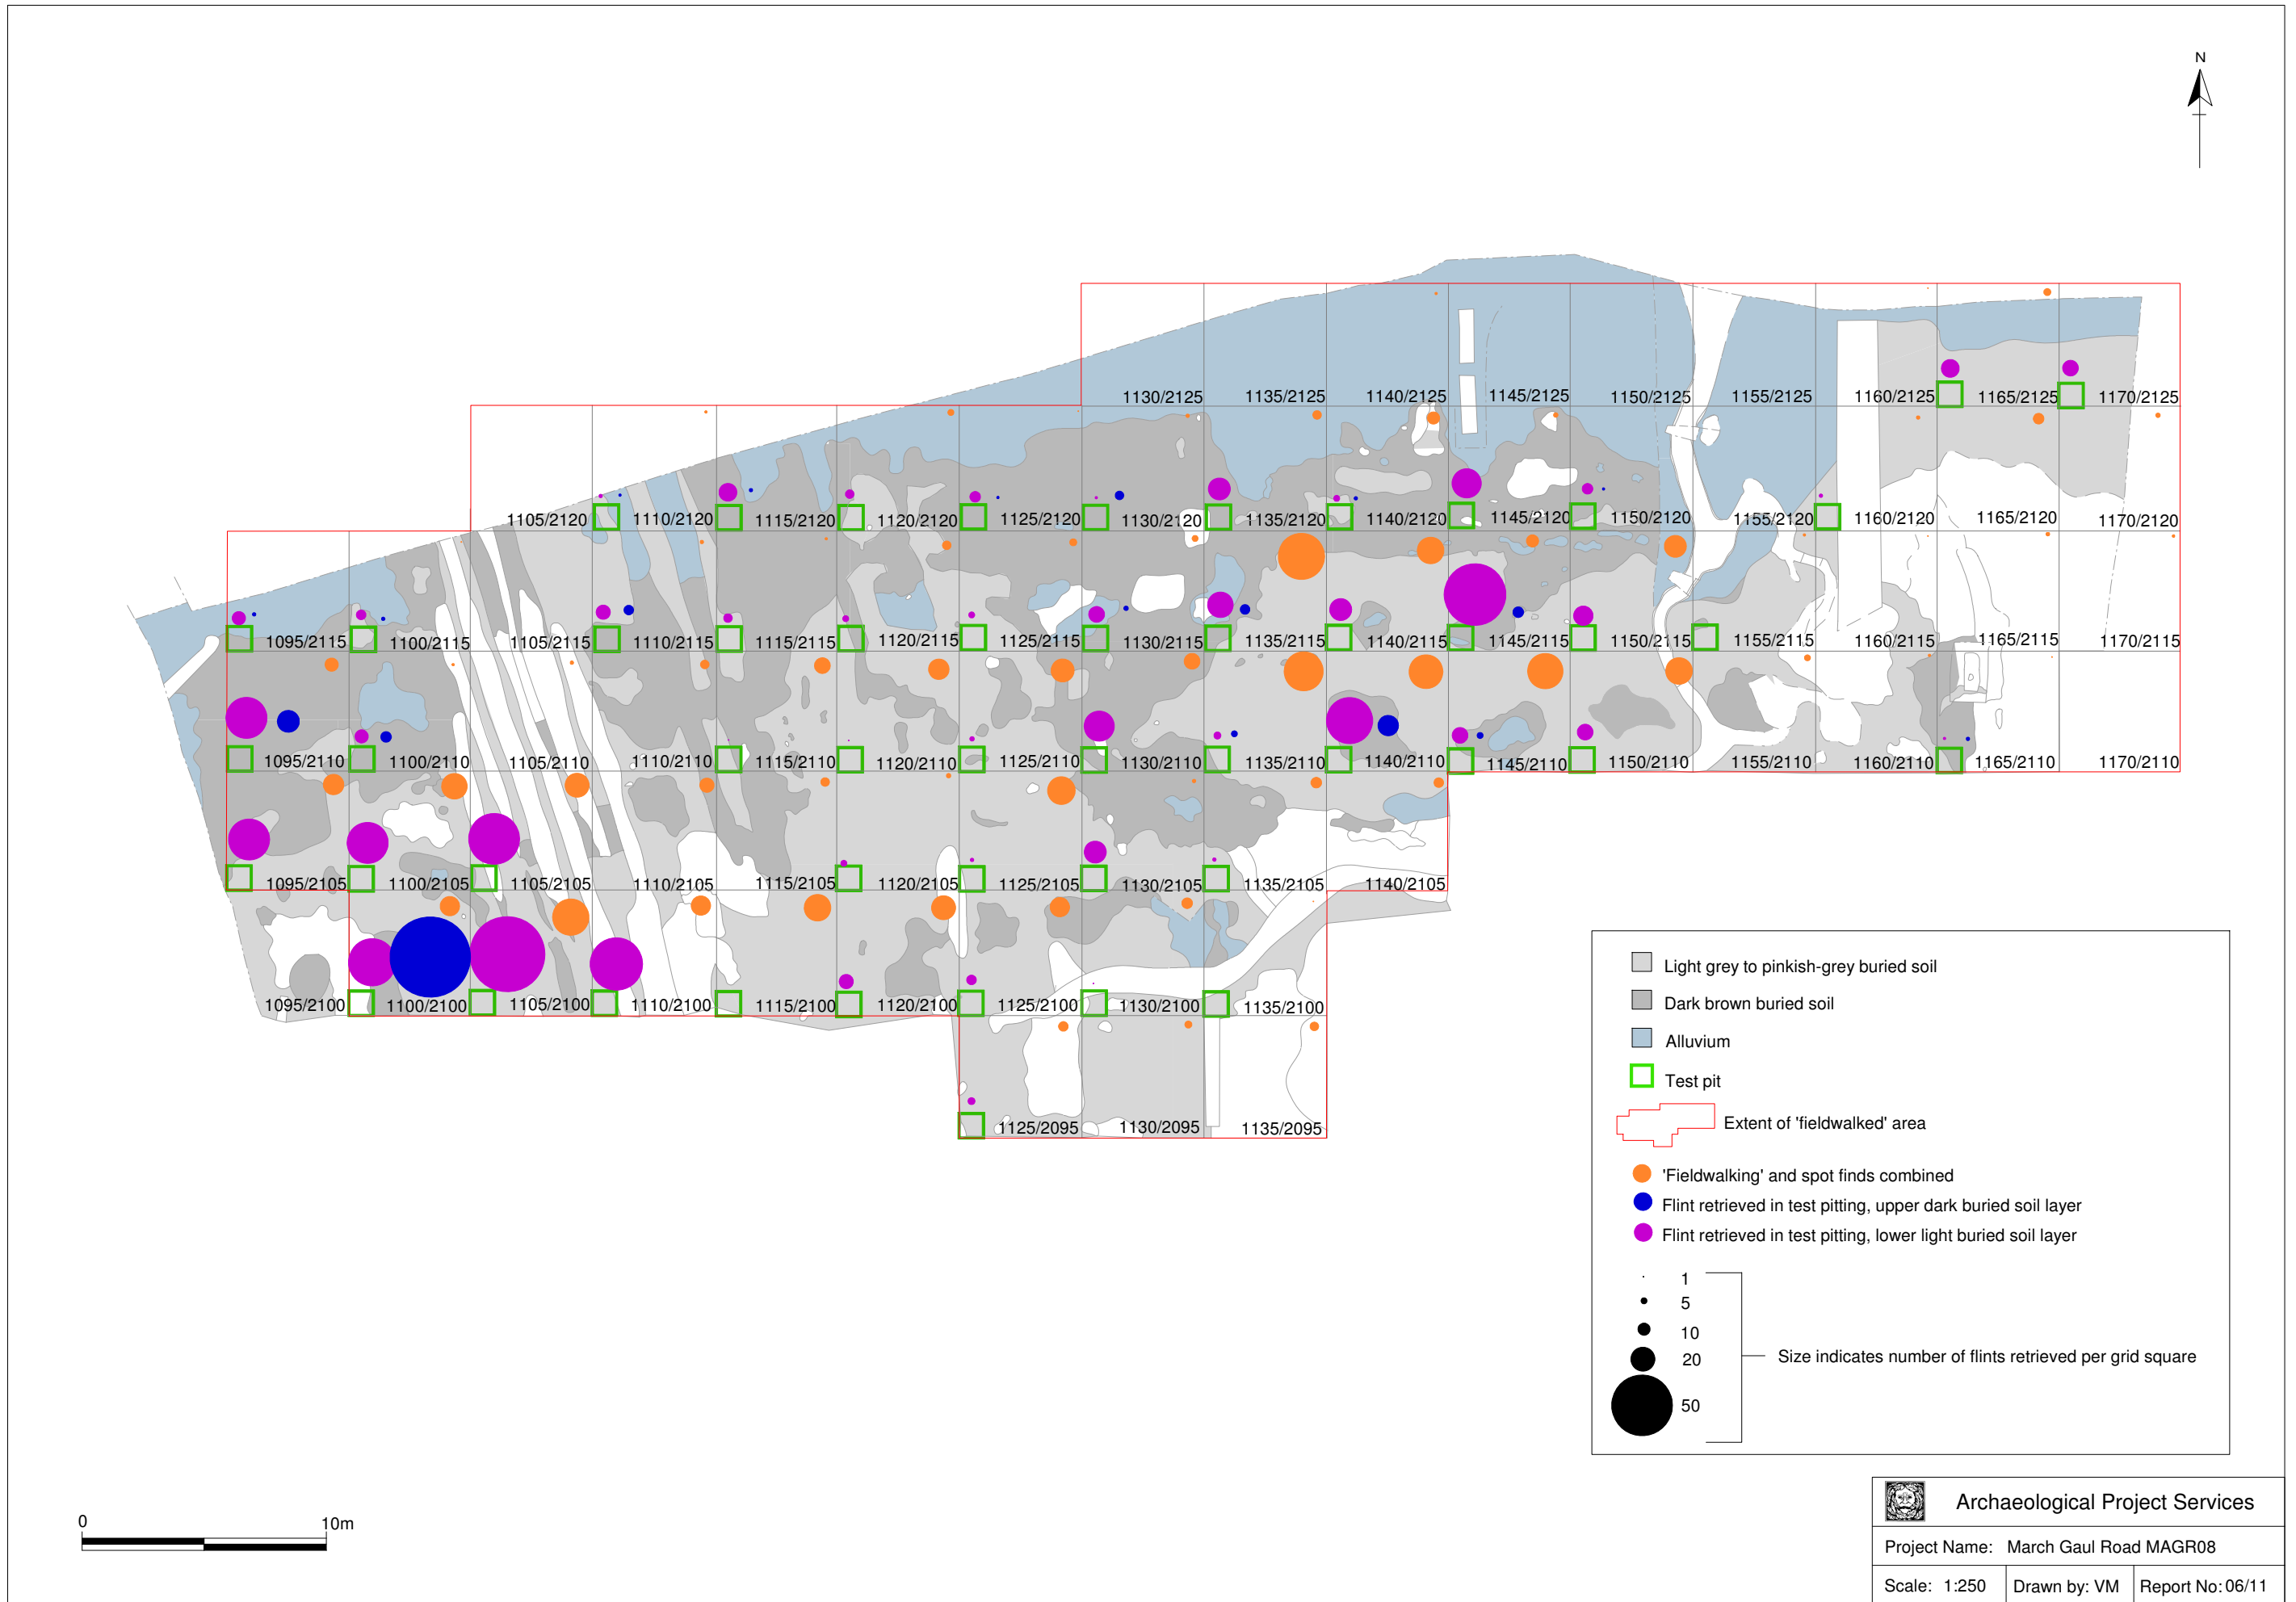 N
1130/2125 1135/2125 1140/2125 1145/2125 1150/2125 1155/2125 1160/2125 1165/2125 1170/2125
1105/2120 1110/2120 1115/2120 1120/2120 1125/2120 1130/2120 1135/2120 1140/2120 1145/2120 1150/2120 1155/2120 1160/2120 1165/2120 1170/2120
1095/2115 1100/2115 1105/2115 1110/2115 1115/2115 1120/2115 1125/2115 1130/2115 1135/2115 1140/2115 1145/2115 1150/2115 1155/2115 1160/2115 1165/2115 1170/2115
1095/2110 1100/2110 1105/2110 1110/2110 1115/2110 1120/2110 1125/2110 1130/2110 1135/2110 1140/2110 1145/2110 1150/2110 1155/2110 1160/2110 1165/2110 1170/2110
1095/2105 1100/2105 1105/2105 1110/2105 1115/2105 1120/2105 1125/2105 1130/2105 1135/2105 1140/2105
1095/2100 1100/2100 1105/2100 1110/2100 1115/2100 1120/2100 1125/2100 1130/2100 1135/2100
1125/2095 1130/2095 1135/2095
Light grey to pinkish-grey buried soil
Dark brown buried soil
Alluvium
Test pit
Extent of 'fieldwalked' area
'Fieldwalking' and spot finds combined
Flint retrieved in test pitting, upper dark buried soil layer
Flint retrieved in test pitting, lower light buried soil layer
1
5
10
20
50
Size indicates number of flints retrieved per grid square
0 10m
Archaeological Project Services
Project Name: March Gaul Road MAGR08
Scale: 1:250 Drawn by: VM Report No: 06/11